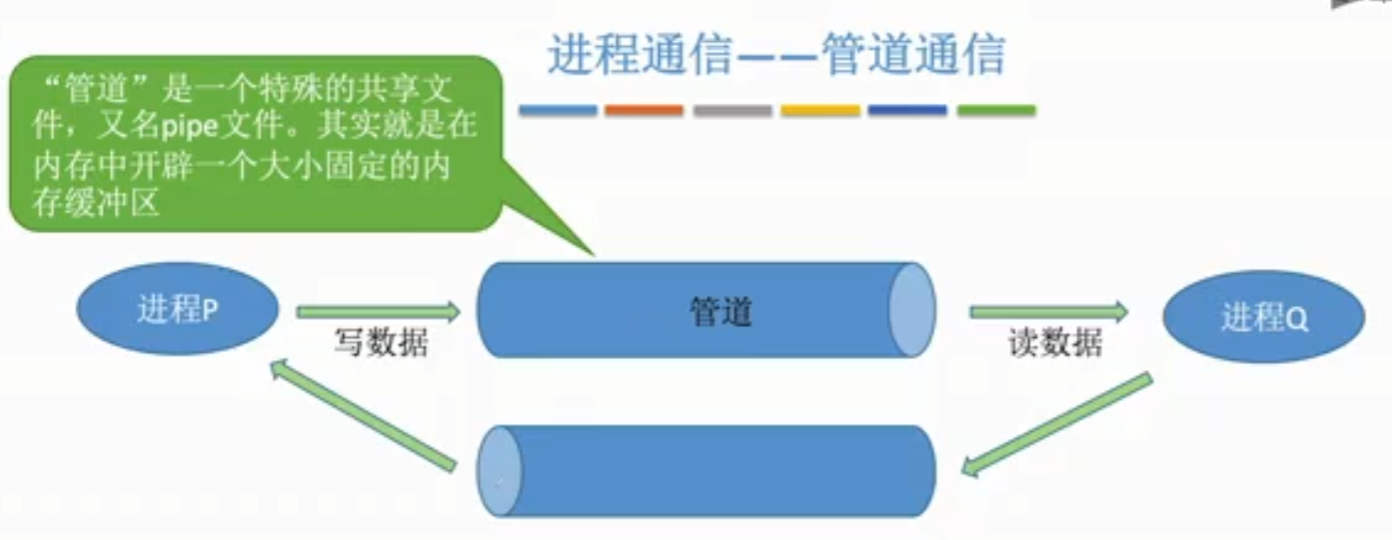 进程通信——管道通信
“管道”是一个特殊的共享文
件，又名pipe文件。其实就是在
内存中开辟一个大小固定的内
存缓冲区
进程P
写数据
管道
读数据
进程Q